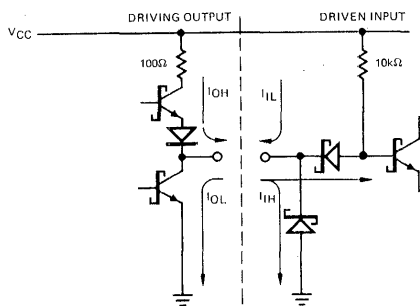 DRIVING OUTPUT
DRIVEN INPUT
VCC
100Ω
10kΩ
IOH
IIL
IOL
IIH